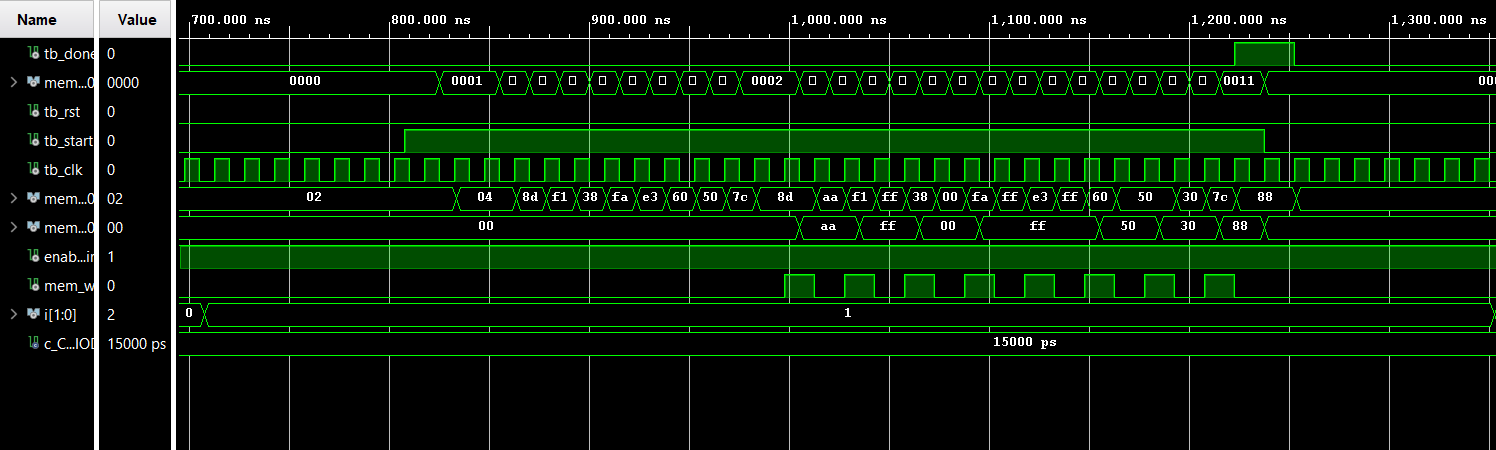 Name Value 700.000 ns 800.000 ns 900.000 ns 1,000.000 ns 1,100.000 ns 1,200.000 ns 1,300.000 ns
tb_done 0
mem...0 0000 0000 0001 0002 0011 000
tb_rst 0
tb_start 0
tb_clk 0
mem...0 02 02 04 8d f1 38 fa e3 60 50 7c 8d aa f1 ff 38 00 fa ff e3 ff 60 50 30 7c 88
mem...0 00 00 aa ff 00 ff 50 30 88
enab...in 1
mem_w 0
i[1:0] 2 0 1
c_C...IOD 15000 ps 15000 ps